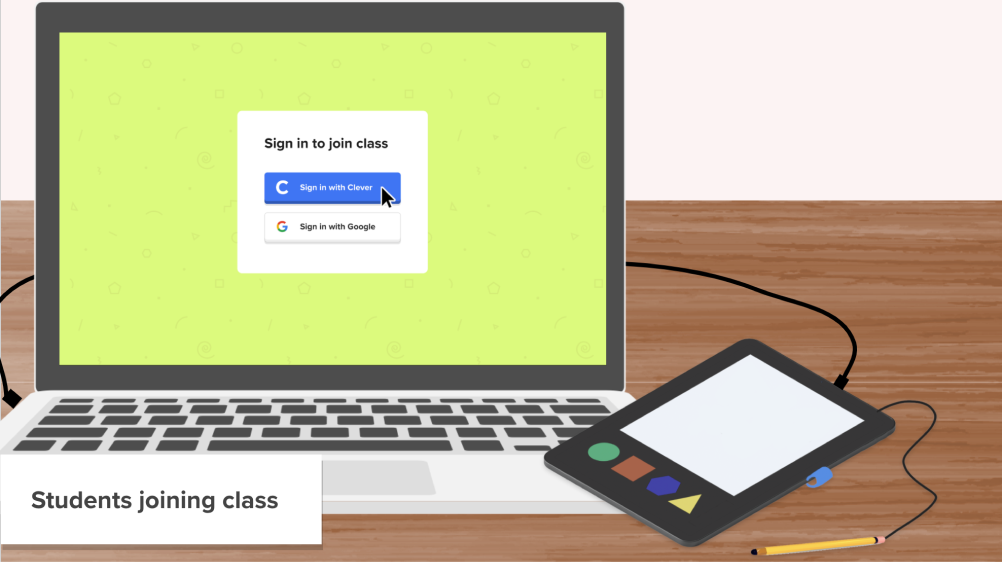 Sign in to join class
Sign in with Clever
Sign in with Google
Students joining class